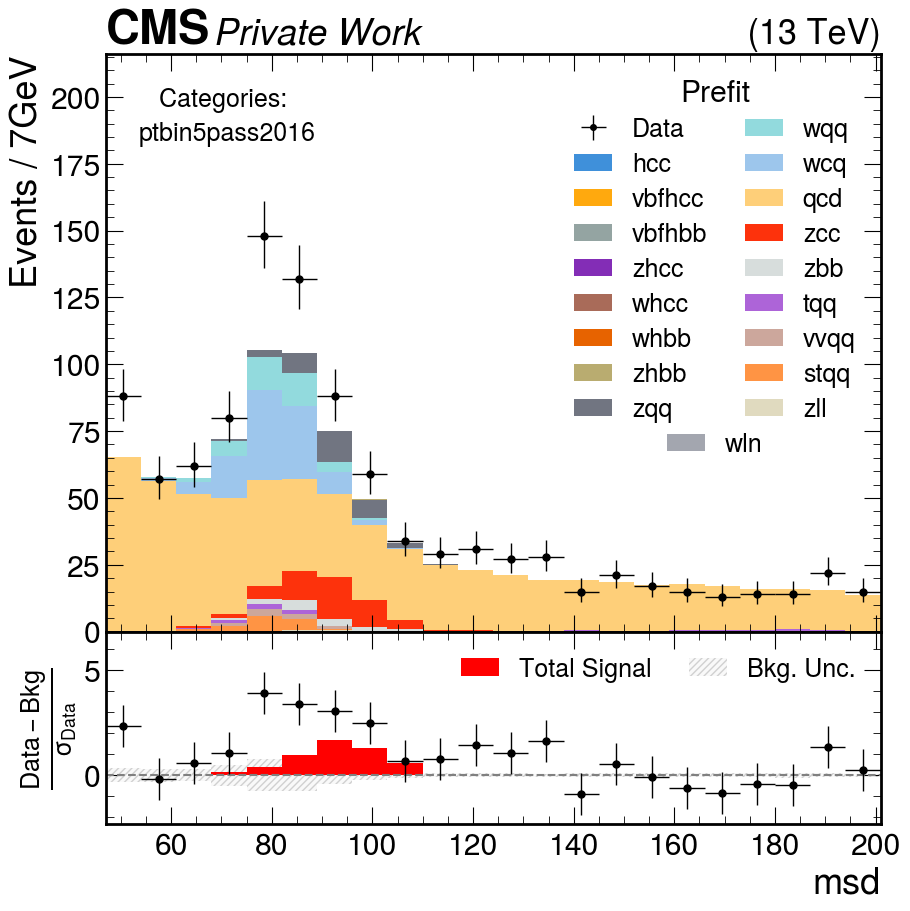 CMS Private Work (13 TeV)
Events / 7GeV
Categories:
ptbin5pass2016
Prefit
Data
hcc
vbfhcc
vbfhbb
zhcc
whcc
whbb
zhbb
zqq
wqq
wcq
qcd
zcc
zbb
tqq
vvqq
stqq
zll
wln
200
175
150
125
100
75
50
25
0
Total Signal
Bkg. Unc.
Data − Bkg
σData
5
0
60 80 100 120 140 160 180 200
msd